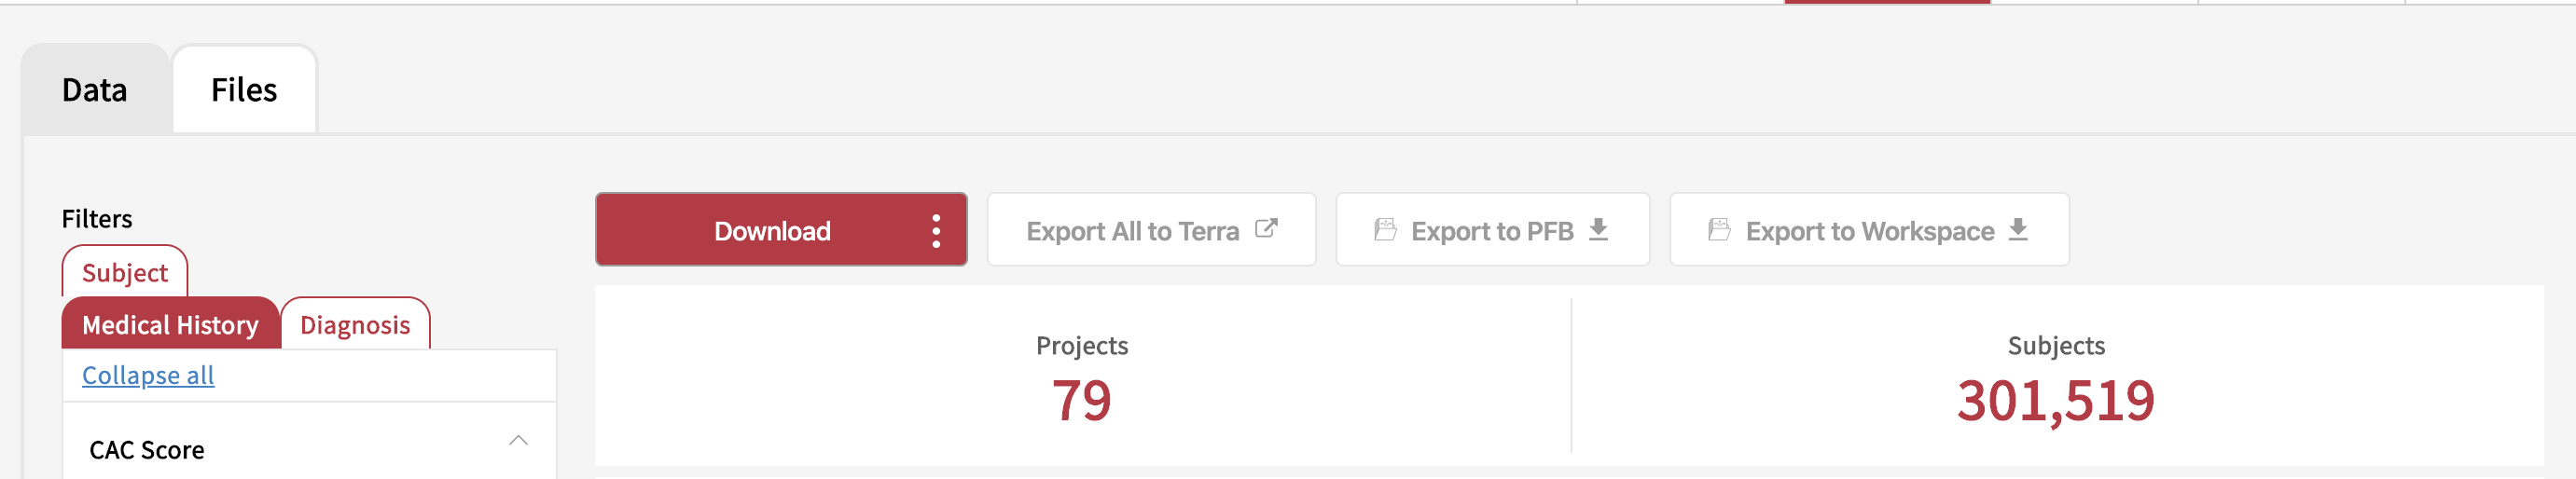 Data Files
Filters
Subject
Medical History Diagnosis
Collapse all
CAC Score
Download Export All to Terra Export to PFB Export to Workspace
Projects
79
Subjects
301,519